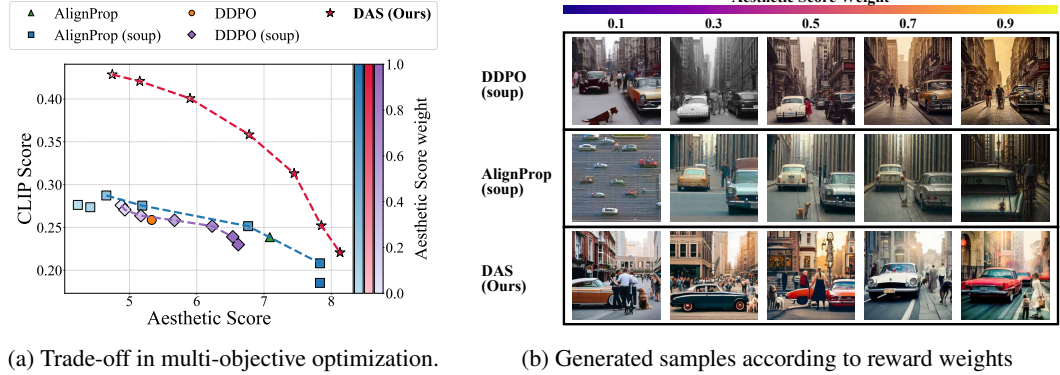 AlignProp
DDPO
DAS (Ours)
AlignProp (soup)
DDPO (soup)
CLIP Score
0.40
0.35
0.30
0.25
0.20
5
6
7
8
Aesthetic Score
1.0
0.8
0.6
0.4
0.2
0.0
Aesthetic Score weight
Aesthetic Score Weight
0.1
0.3
0.5
0.7
0.9
DDPO
(soup)
AlignProp
(soup)
DAS
(Ours)
(a) Trade-off in multi-objective optimization.
(b) Generated samples according to reward weights